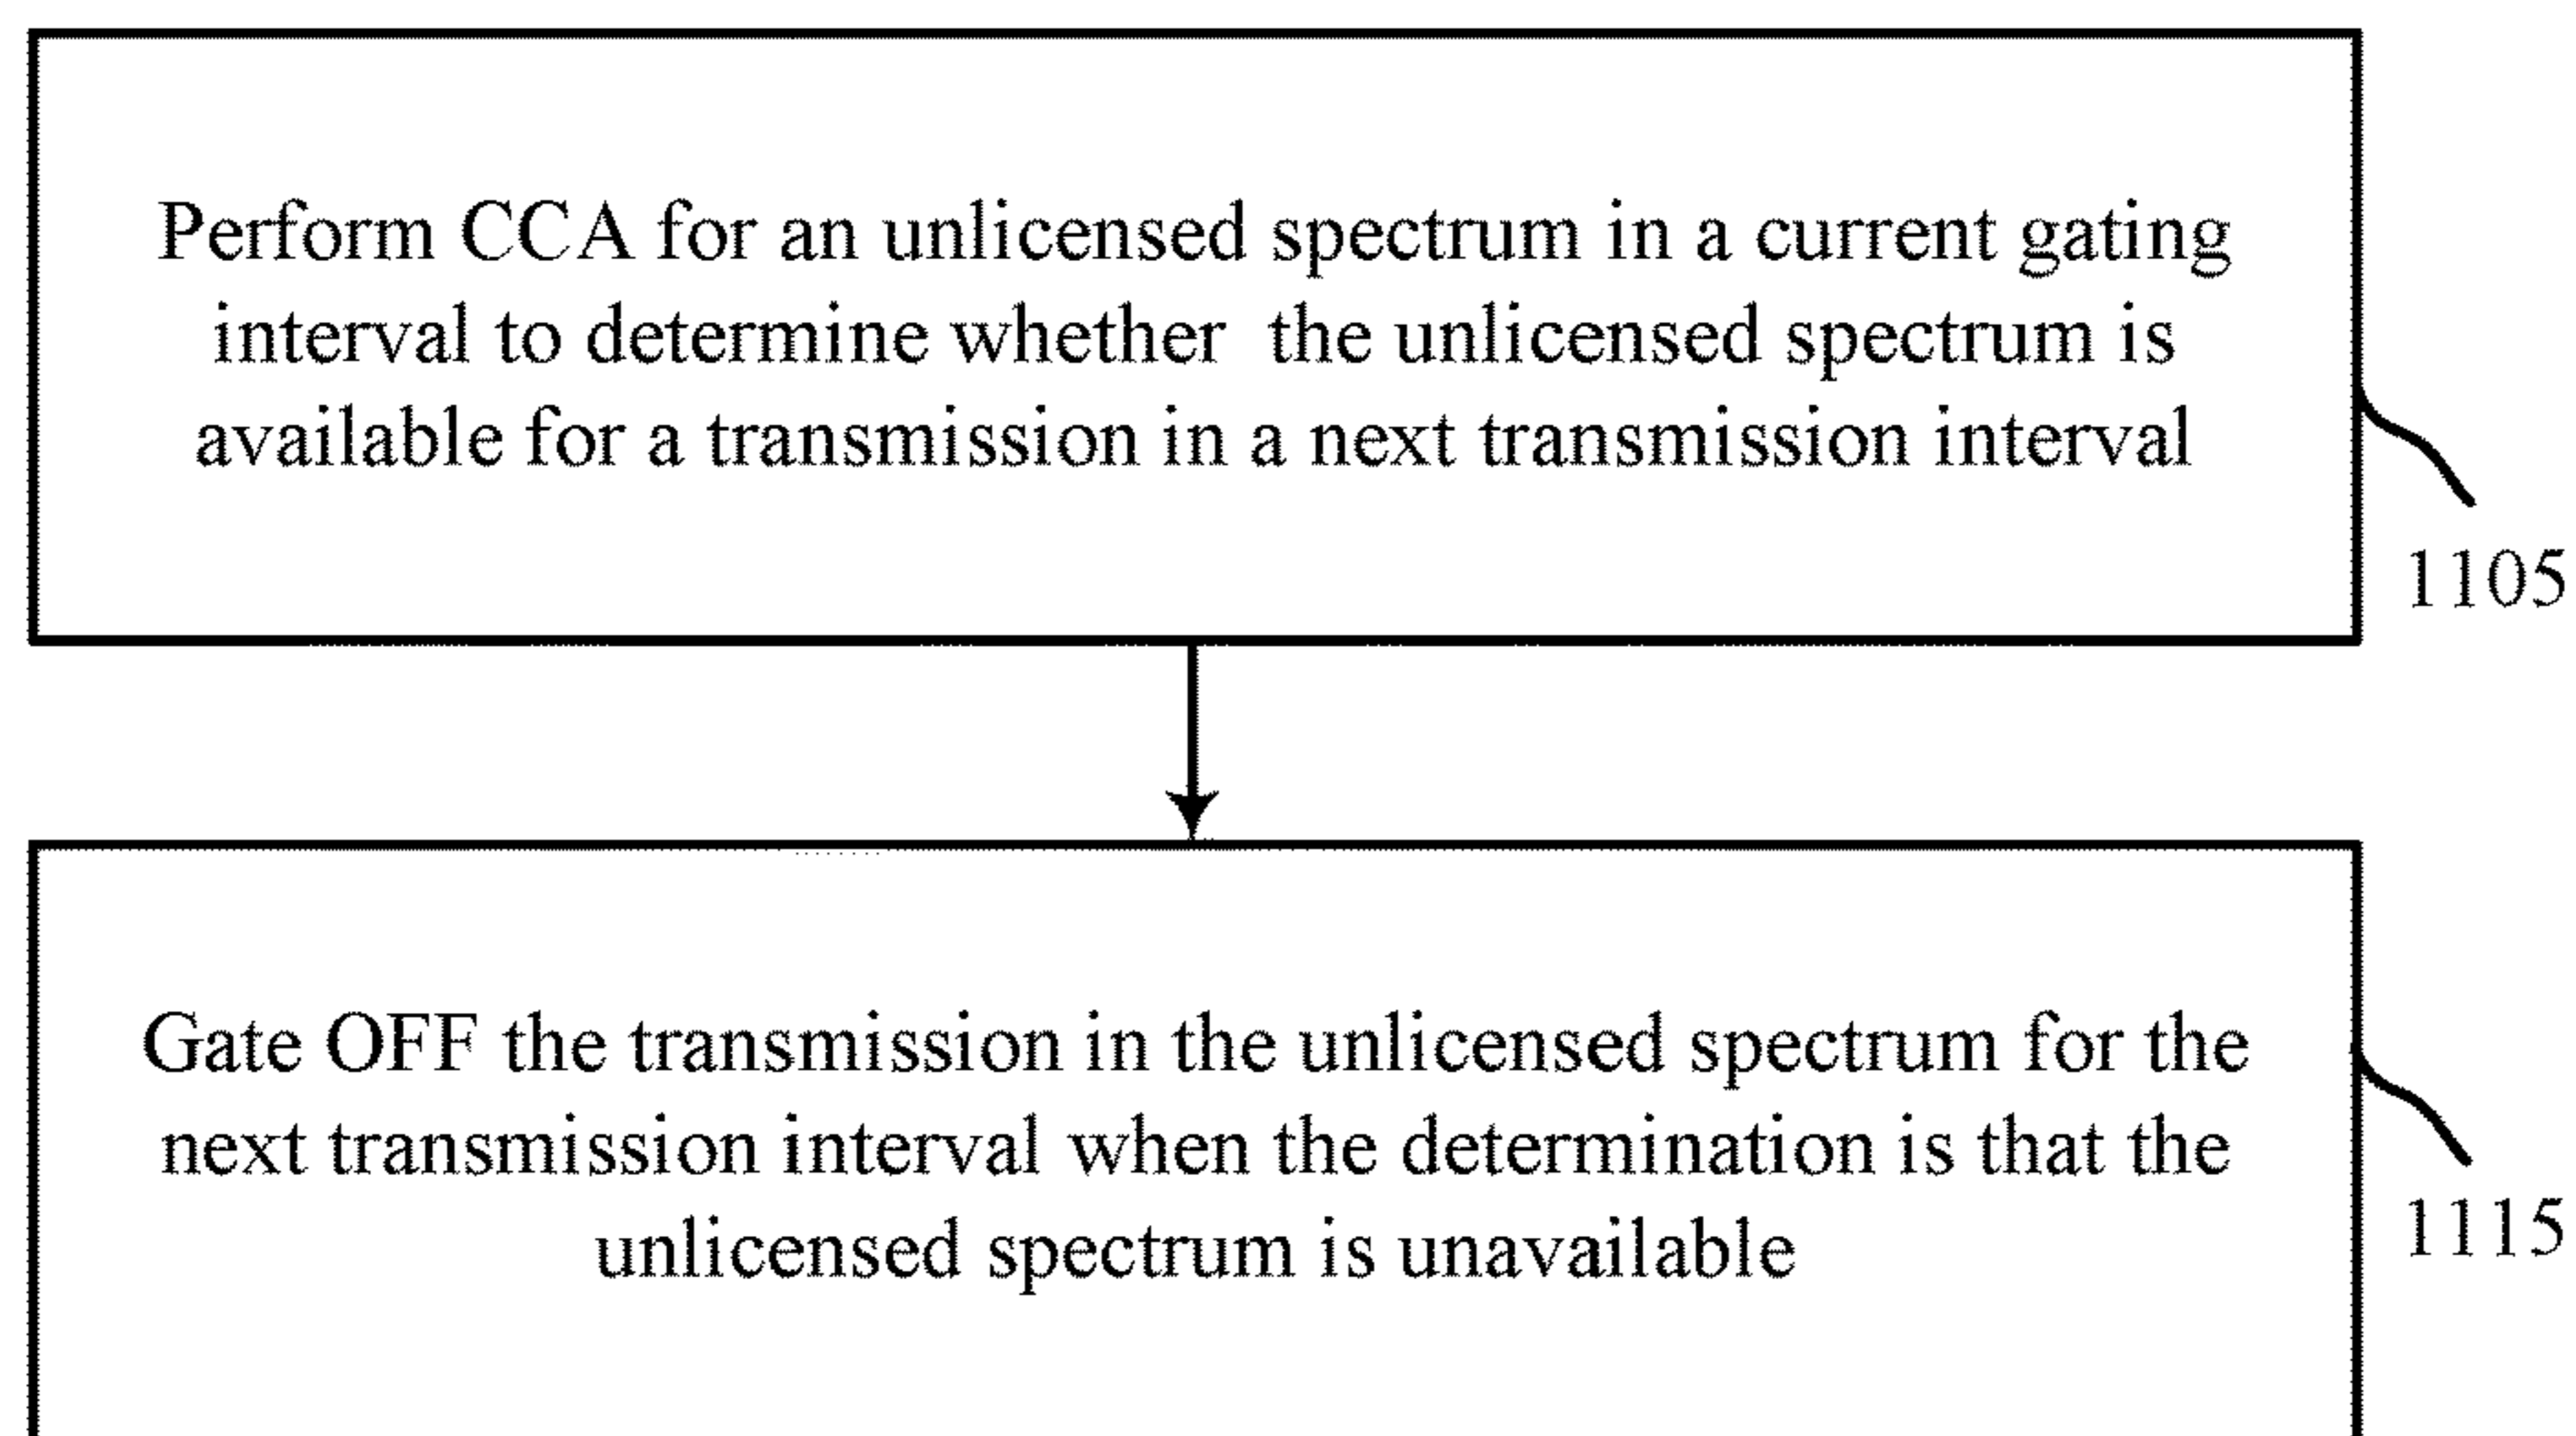 Perform CCA for an unlicensed spectrum in a current gating
interval to determine whether the unlicensed spectrum is
available for a transmission in a next transmission interval
1105
Gate OFF the transmission in the unlicensed spectrum for the
next transmission interval when the determination is that the
unlicensed spectrum is unavailable
1115